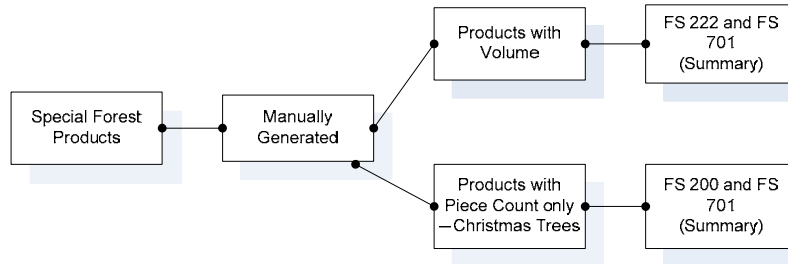 Special Forest
Products
Manually
Generated
Products with
Volume
FS 222 and FS
701
(Summary)
Products with
Piece Count only
–Christmas Trees
FS 200 and FS
701
(Summary)